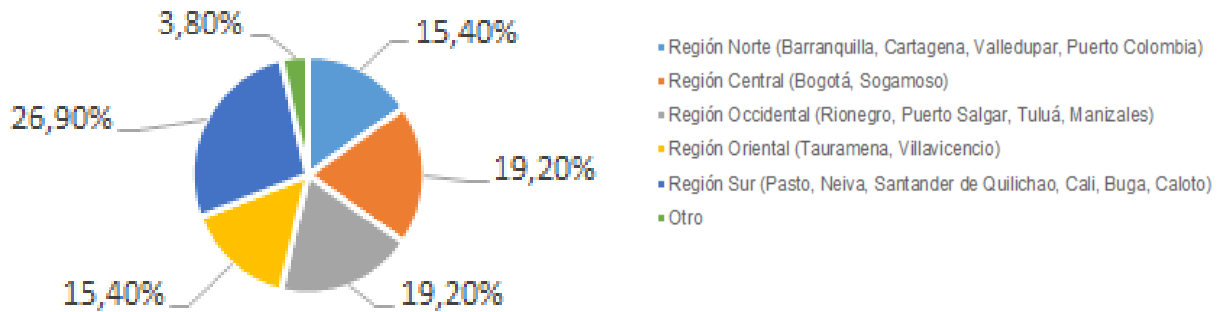 3,80%
15,40%
26,90%
19,20%
15,40%
19,20%
Región Norte (Barranquilla, Cartagena, Valledupar, Puerto Colombia)
Región Central (Bogotá, Sogamoso)
Región Occidental (Rionegro, Puerto Salgar, Tuluá, Manizales)
Región Oriental (Tauramena, Villavicencio)
Región Sur (Pasto, Neiva, Santander de Quilichao, Cali, Buga, Caloto)
Otro